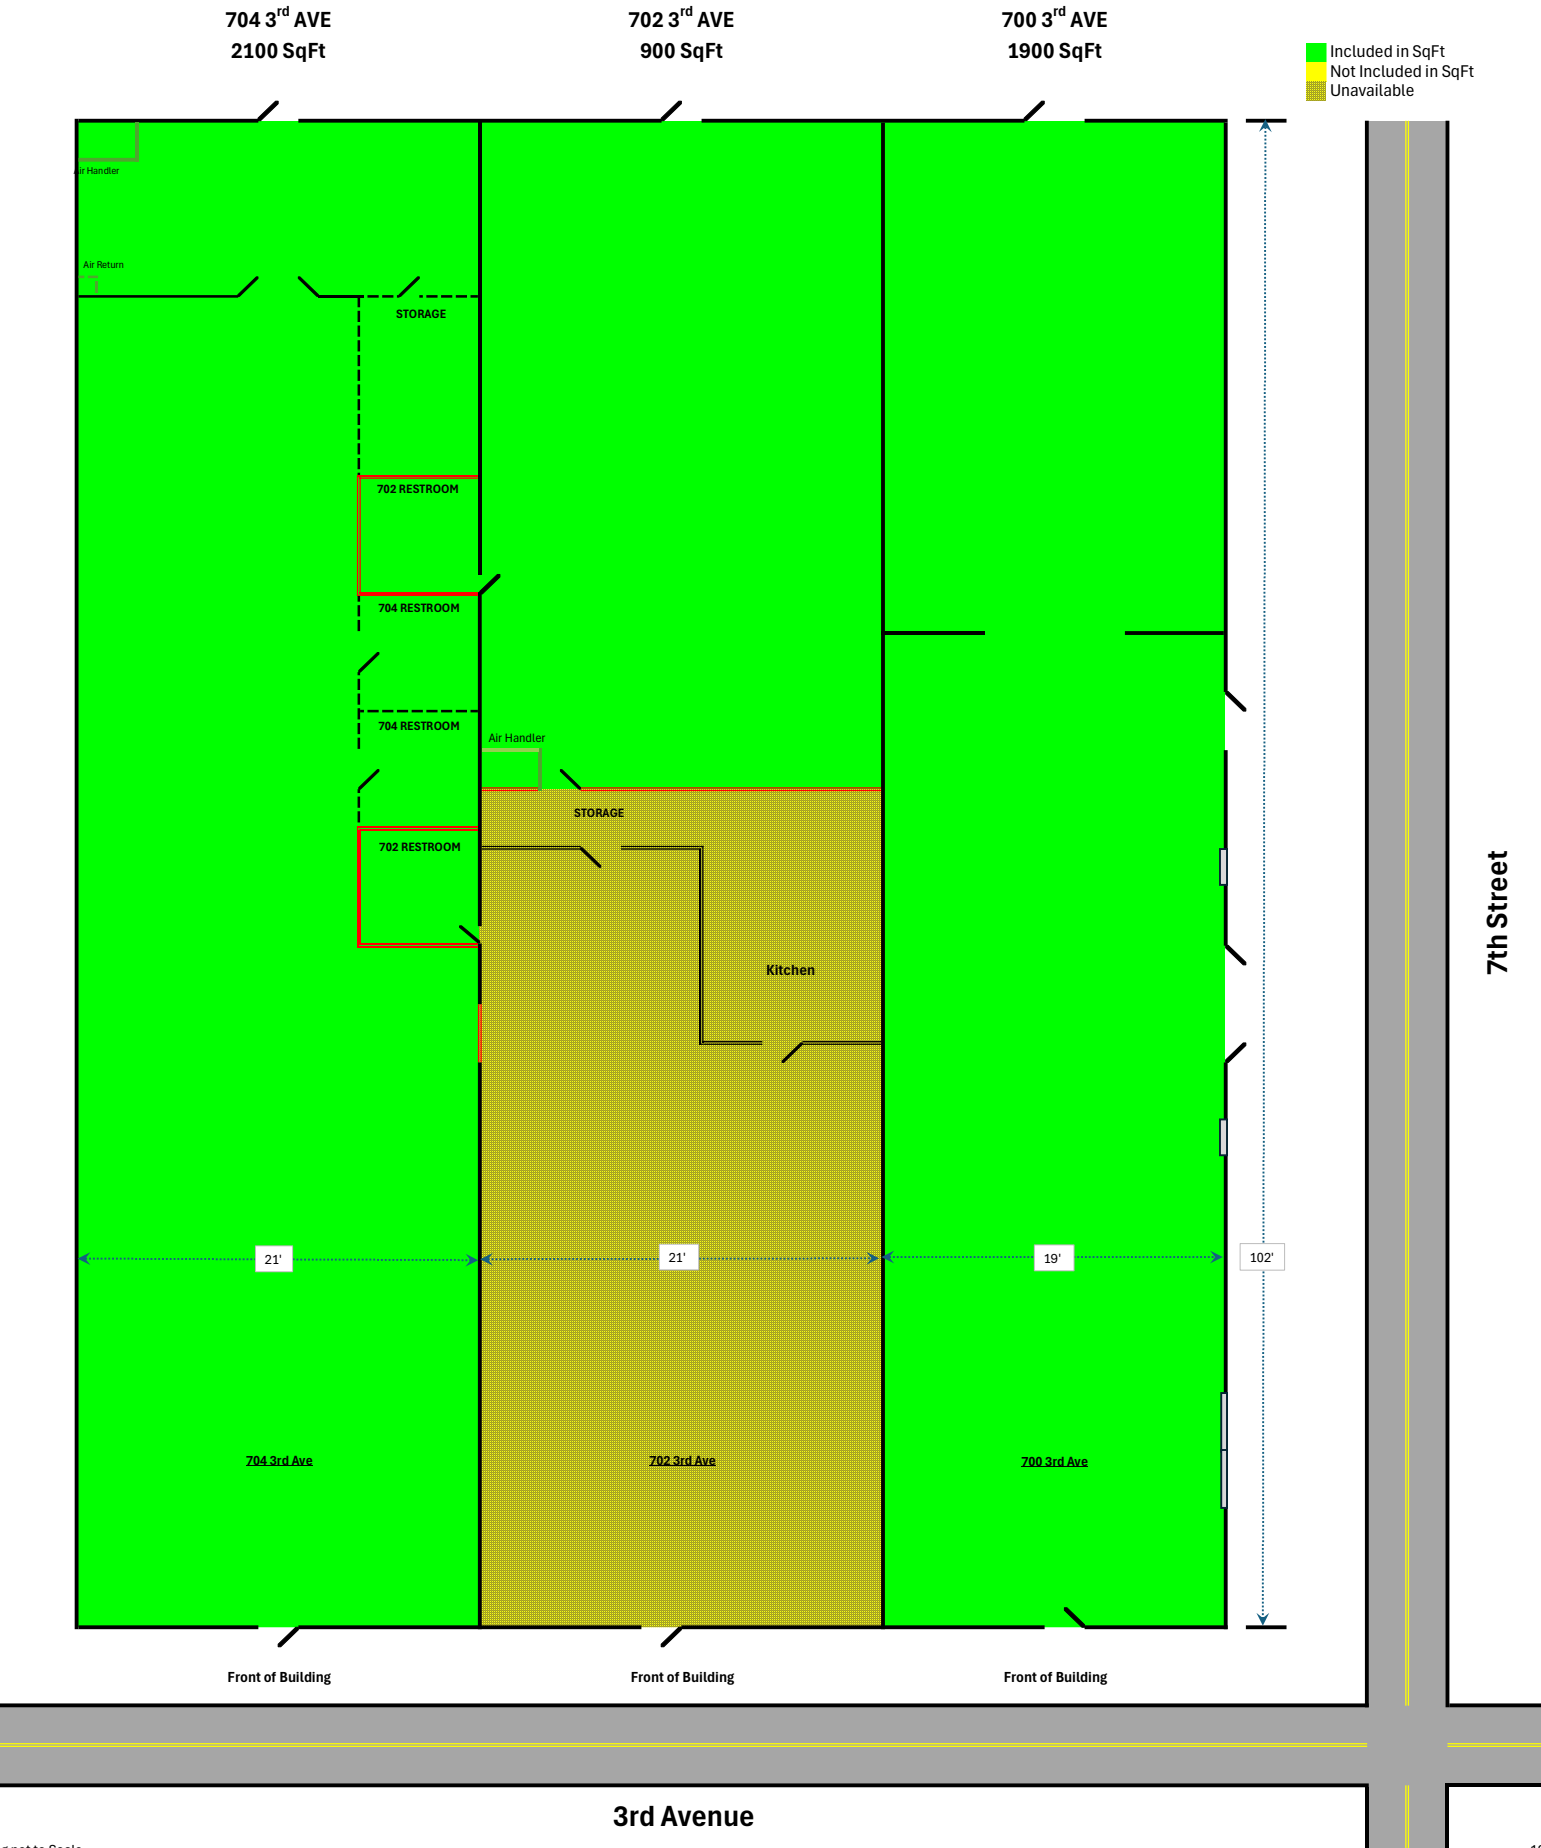 704 3rd AVE
2100 SqFt
702 3rd AVE
900 SqFt
700 3rd AVE
1900 SqFt
Included in SqFt
Not Included in SqFt
Unavailable
Air Handler
Air Return
STORAGE
702 RESTROOM
704 RESTROOM
704 RESTROOM
Air Handler
STORAGE
702 RESTROOM
Kitchen
7th Street
21'
21'
19'
102'
704 3rd Ave
702 3rd Ave
700 3rd Ave
Front of Building
Front of Building
Front of Building
3rd Avenue